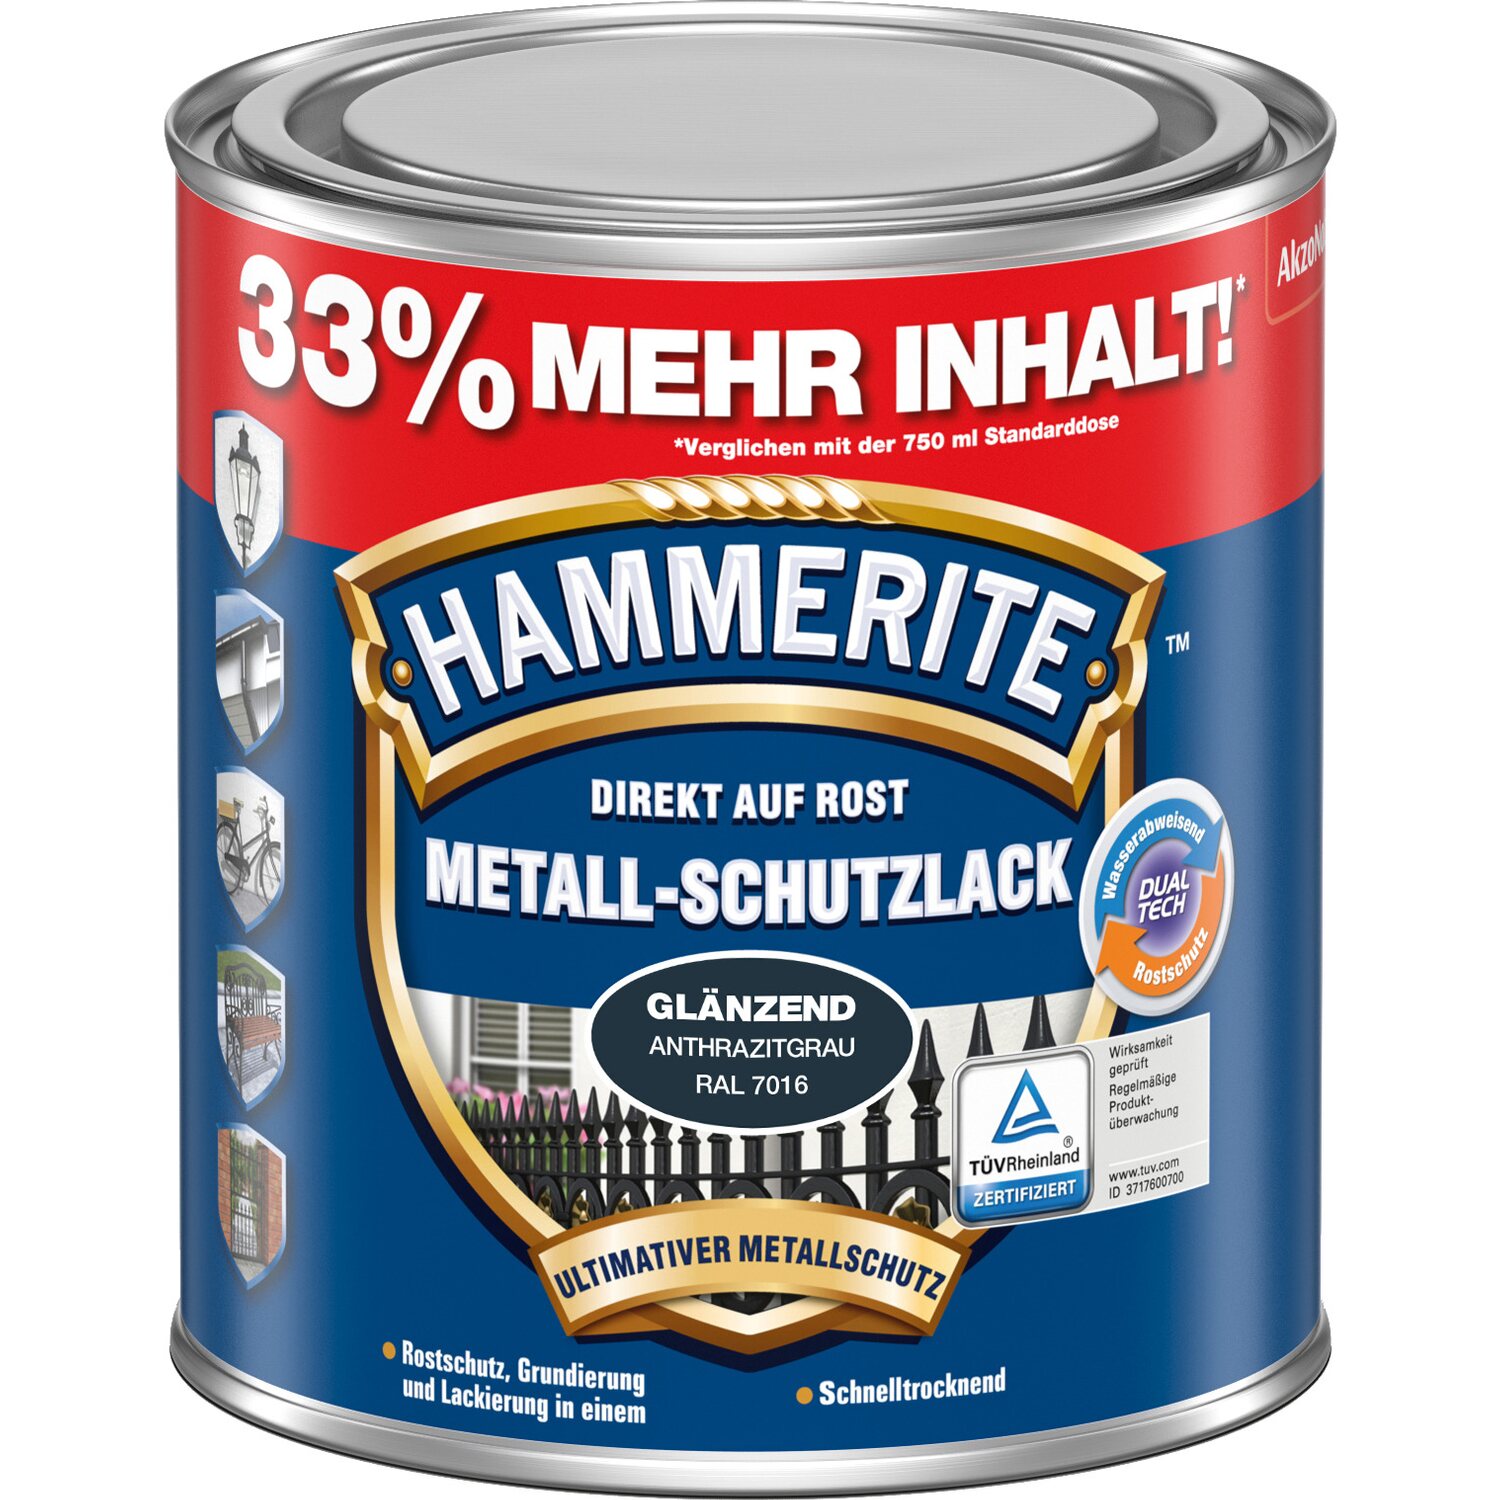 AkzoNo
33% MEHR INHALT!*
*Verglichen mit der 750 ml Standarddose
HAMMERITE
TM
DIREKT AUF ROST
METALL-SCHUTZLACK
Wasserabweisend
DUAL
TECH
Rostschutz
GLÄNZEND
ANTHRAZITGRAU
RAL 7016
Wirksamkeit
geprüft
Regelmäßige
Produkt-
überwachung
®
TÜVRheinland
ZERTIFIZIERT
www.tuv.com
ID 3717600700
ULTIMATIVER METALLSCHUTZ
• Rostschutz, Grundierung
und Lackierung in einem
• Schnelltrocknend